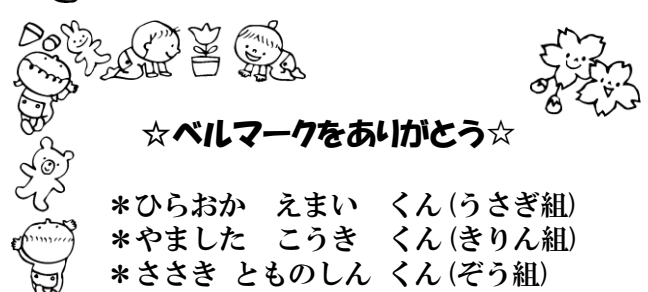 ☆ベルマークをありがとう☆
＊ひらおか　えまい　くん(うさぎ組)
＊やました　こうき　くん(きりん組)
＊ささき とものしん くん(ぞう組)